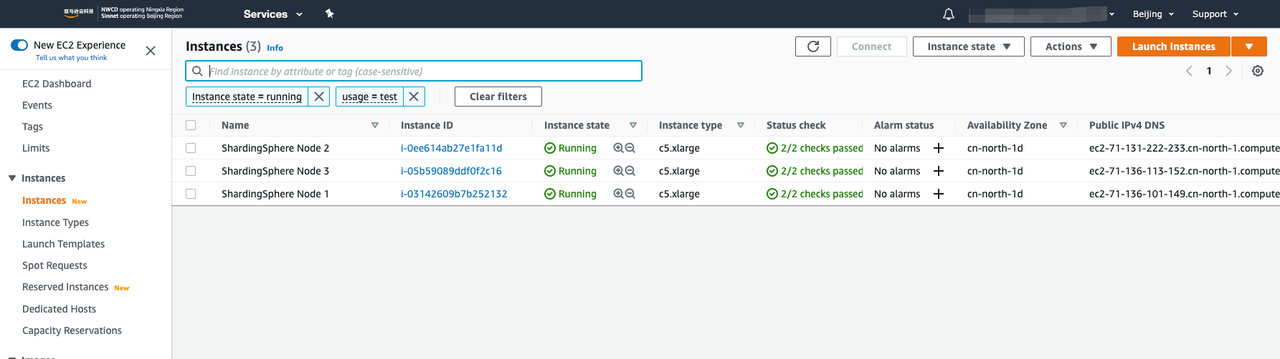 NWCD operating Ningxia Region
Sinnet operating Beijing Region
Services
Beijing
Support
New EC2 Experience
Tell us what you think
EC2 Dashboard
Events
Tags
Limits
Instances
Instances New
Instance Types
Launch Templates
Spot Requests
Reserved Instances New
Dedicated Hosts
Capacity Reservations
Instances (3) Info
Connect
Instance state
Actions
Launch instances
Find instance by attribute or tag (case-sensitive)
1
Instance state = running
usage = test
Clear filters
Name Instance ID Instance state Instance type Status check Alarm status Availability Zone Public IPv4 DNS
ShardingSphere Node 2 i-0ee614ab27e1fa11d Running c5.xlarge 2/2 checks passed No alarms + cn-north-1d ec2-71-131-222-233.cn-north-1.compute
ShardingSphere Node 3 i-05b59089ddf0f2c16 Running c5.xlarge 2/2 checks passed No alarms + cn-north-1d ec2-71-136-113-152.cn-north-1.compute
ShardingSphere Node 1 i-03142609b7b252132 Running c5.xlarge 2/2 checks passed No alarms + cn-north-1d ec2-71-136-101-149.cn-north-1.compute